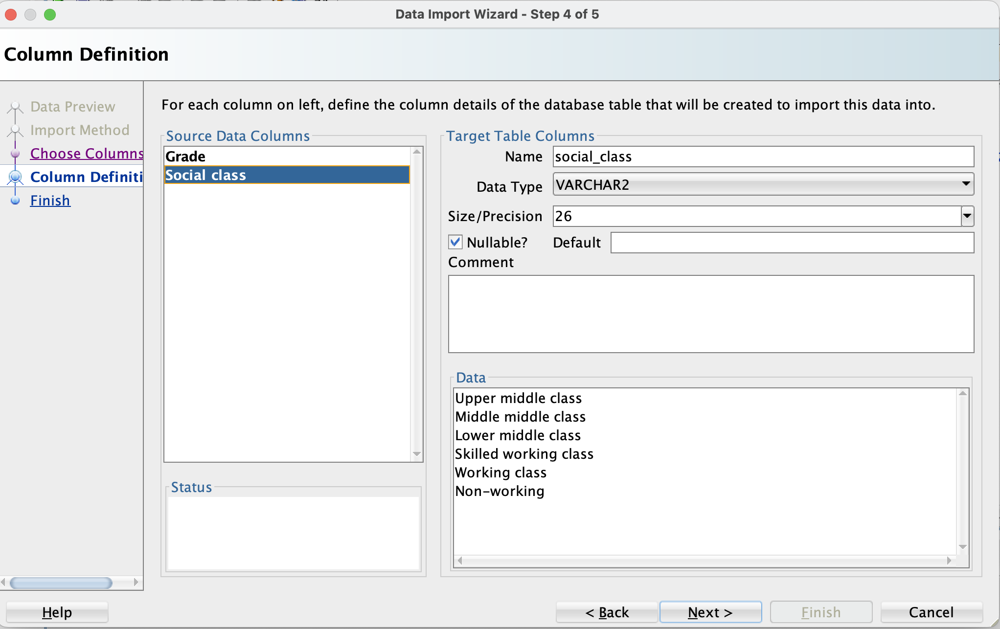 Data Import Wizard - Step 4 of 5
Column Definition
Data Preview
Import Method
Choose Columns
Column Definiti
Finish
For each column on left, define the column details of the database table that will be created to import this data into.
Source Data Columns
Grade
Social class
Status
Target Table Columns
Name social_class
Data Type VARCHAR2
Size/Precision 26
Nullable? Default
Comment
Data
Upper middle class
Middle middle class
Lower middle class
Skilled working class
Working class
Non-working
Help < Back Next > Finish Cancel